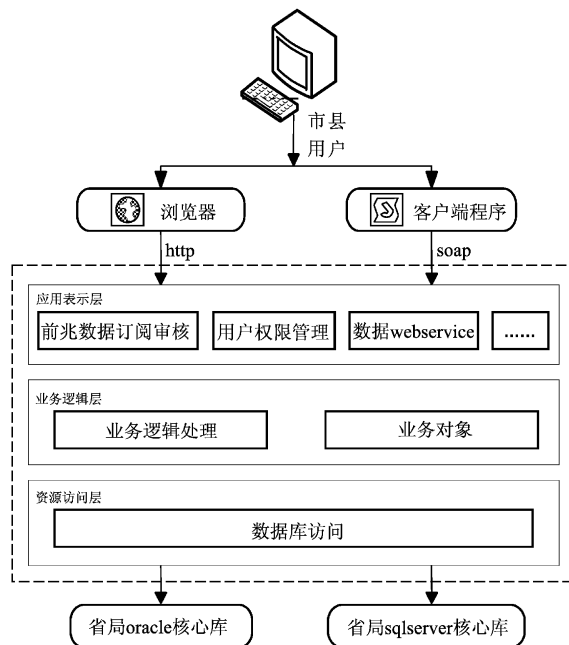 市县
用户
浏览器
客户端程序
http
soap
应用表示层
前兆数据订阅审核
用户权限管理
数据webservice
......
业务逻辑层
业务逻辑处理
业务对象
资源访问层
数据库访问
省局oracle核心库
省局sqlserver核心库